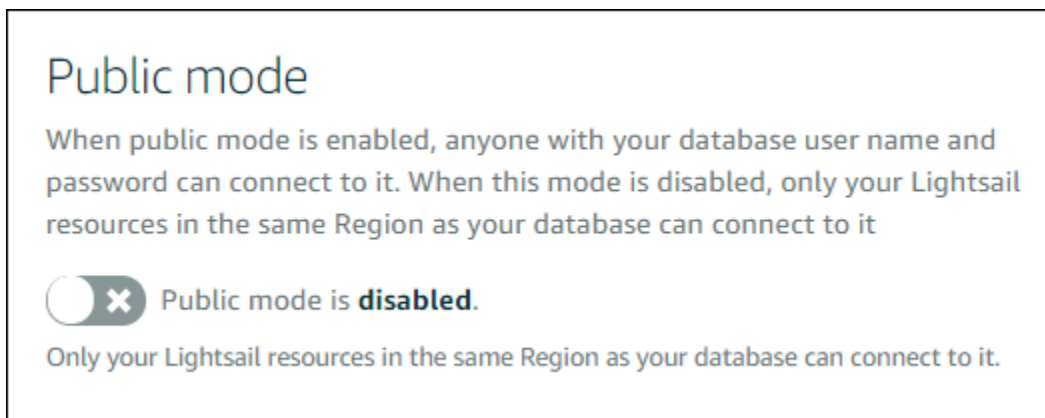 Public mode
When public mode is enabled, anyone with your database user name and
password can connect to it. When this mode is disabled, only your Lightsail
resources in the same Region as your database can connect to it
Public mode is disabled.
Only your Lightsail resources in the same Region as your database can connect to it.